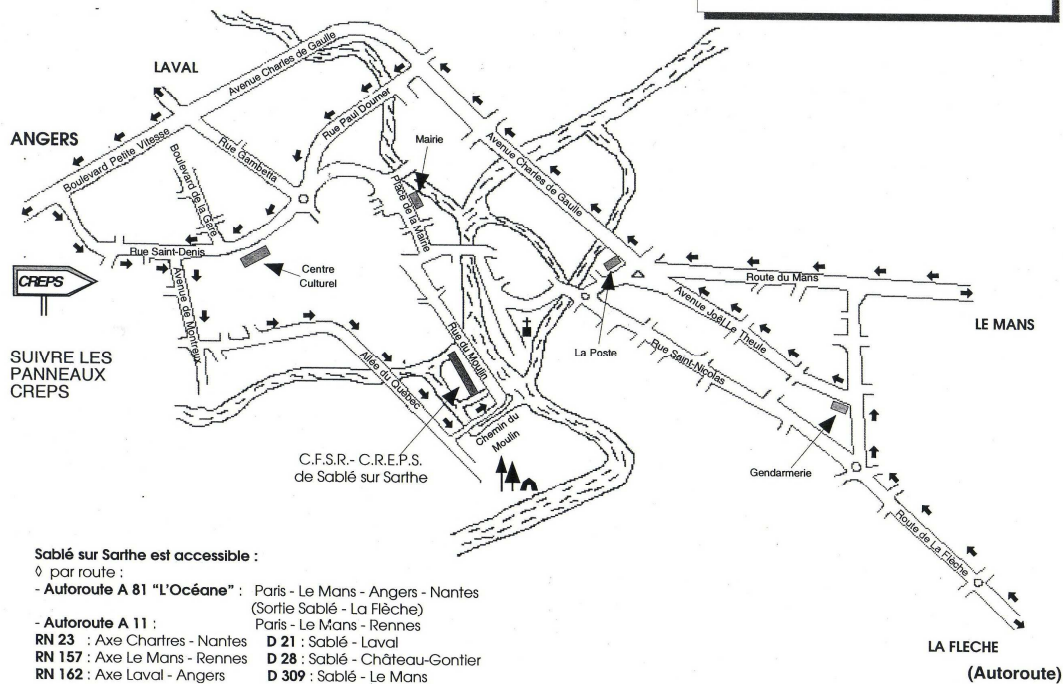 LAVAL
ANGERS
Avenue Charles de Gaulle
Boulevard Petite Vitesse
Rue Paul Doumer
Rue Gambetta
Boulevard de la Gare
Mairie
Place de la Mairie
Avenue Charles de Gaulle
Rue Saint-Denis
Centre
Culturel
CREPS
Avenue de Montreux
SUIVRE LES
PANNEAUX
CREPS
Route du Mans
LE MANS
Avenue Joël Le Theule
La Poste
Rue Saint-Nicolas
Rue du Moulin
Allée du Québec
Chemin du
Moulin
C.F.S.R.- C.R.E.P.S.
de Sablé sur Sarthe
Gendarmerie
Route de La Flèche
LA FLECHE
(Autoroute)
Sablé sur Sarthe est accessible :
◊ par route :
- Autoroute A 81 "L'Océane" : Paris - Le Mans - Angers - Nantes
(Sortie Sablé - La Flèche)
- Autoroute A 11 : Paris - Le Mans - Rennes
RN 23 : Axe Chartres - Nantes D 21 : Sablé - Laval
RN 157 : Axe Le Mans - Rennes D 28 : Sablé - Château-Gontier
RN 162 : Axe Laval - Angers D 309 : Sablé - Le Mans